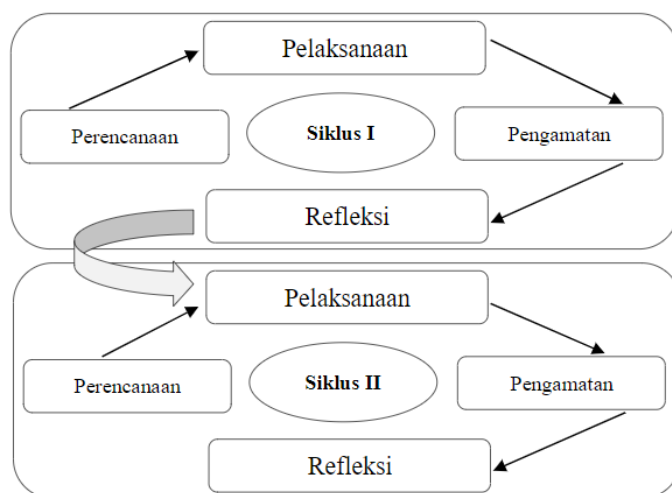 Pelaksanaan
Perencanaan
Siklus I
Pengamatan
Refleksi
Pelaksanaan
Perencanaan
Siklus II
Pengamatan
Refleksi